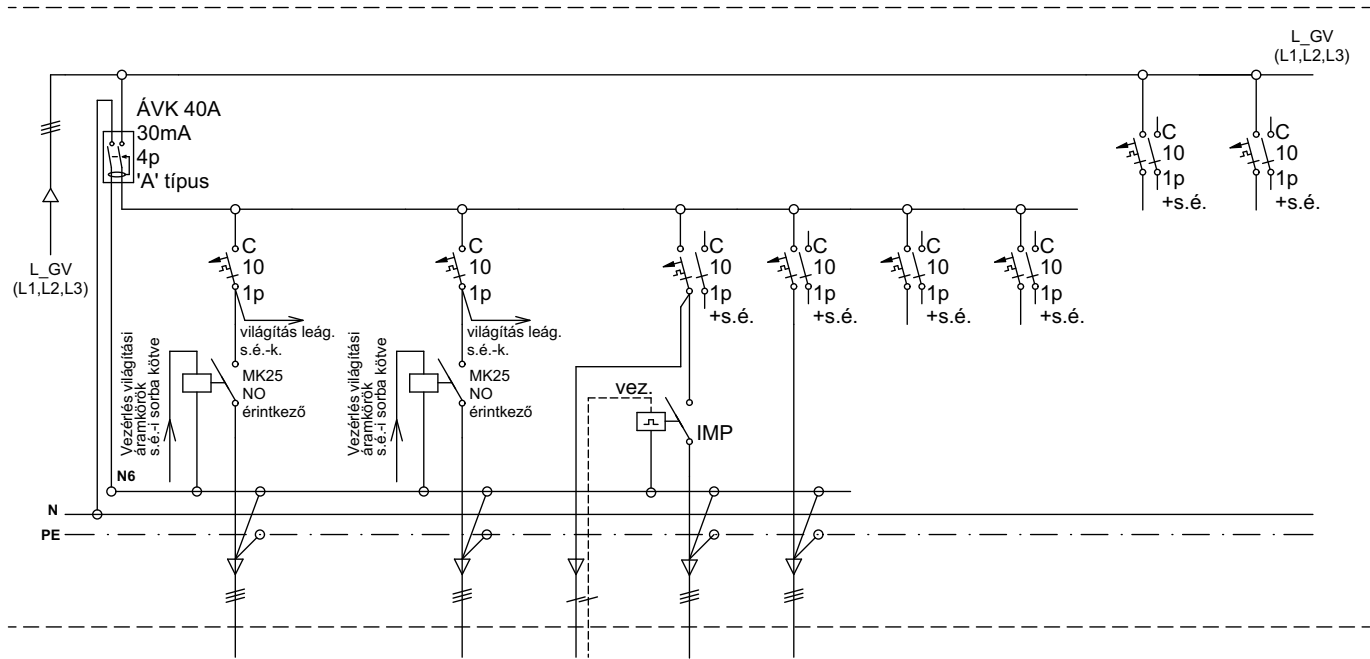 L_GV
(L1,L2,L3)
ÁVK 40A
30mA
4p
'A' típus
C
10
1p
+s.é.
C
10
1p
+s.é.
L_GV
(L1,L2,L3)
C
10
1p
C
10
1p
C
10
1p
+s.é.
C
10
1p
+s.é.
C
10
1p
+s.é.
C
10
1p
+s.é.
világítás leág.
s.é.-k.
világítás leág.
s.é.-k.
Vezérlés világítási
áramkörök
s.é.-i sorba kötve
MK25
NO
érintkező
Vezérlés világítási
áramkörök
s.é.-i sorba kötve
MK25
NO
érintkező
vez.
IMP
N6
N
PE